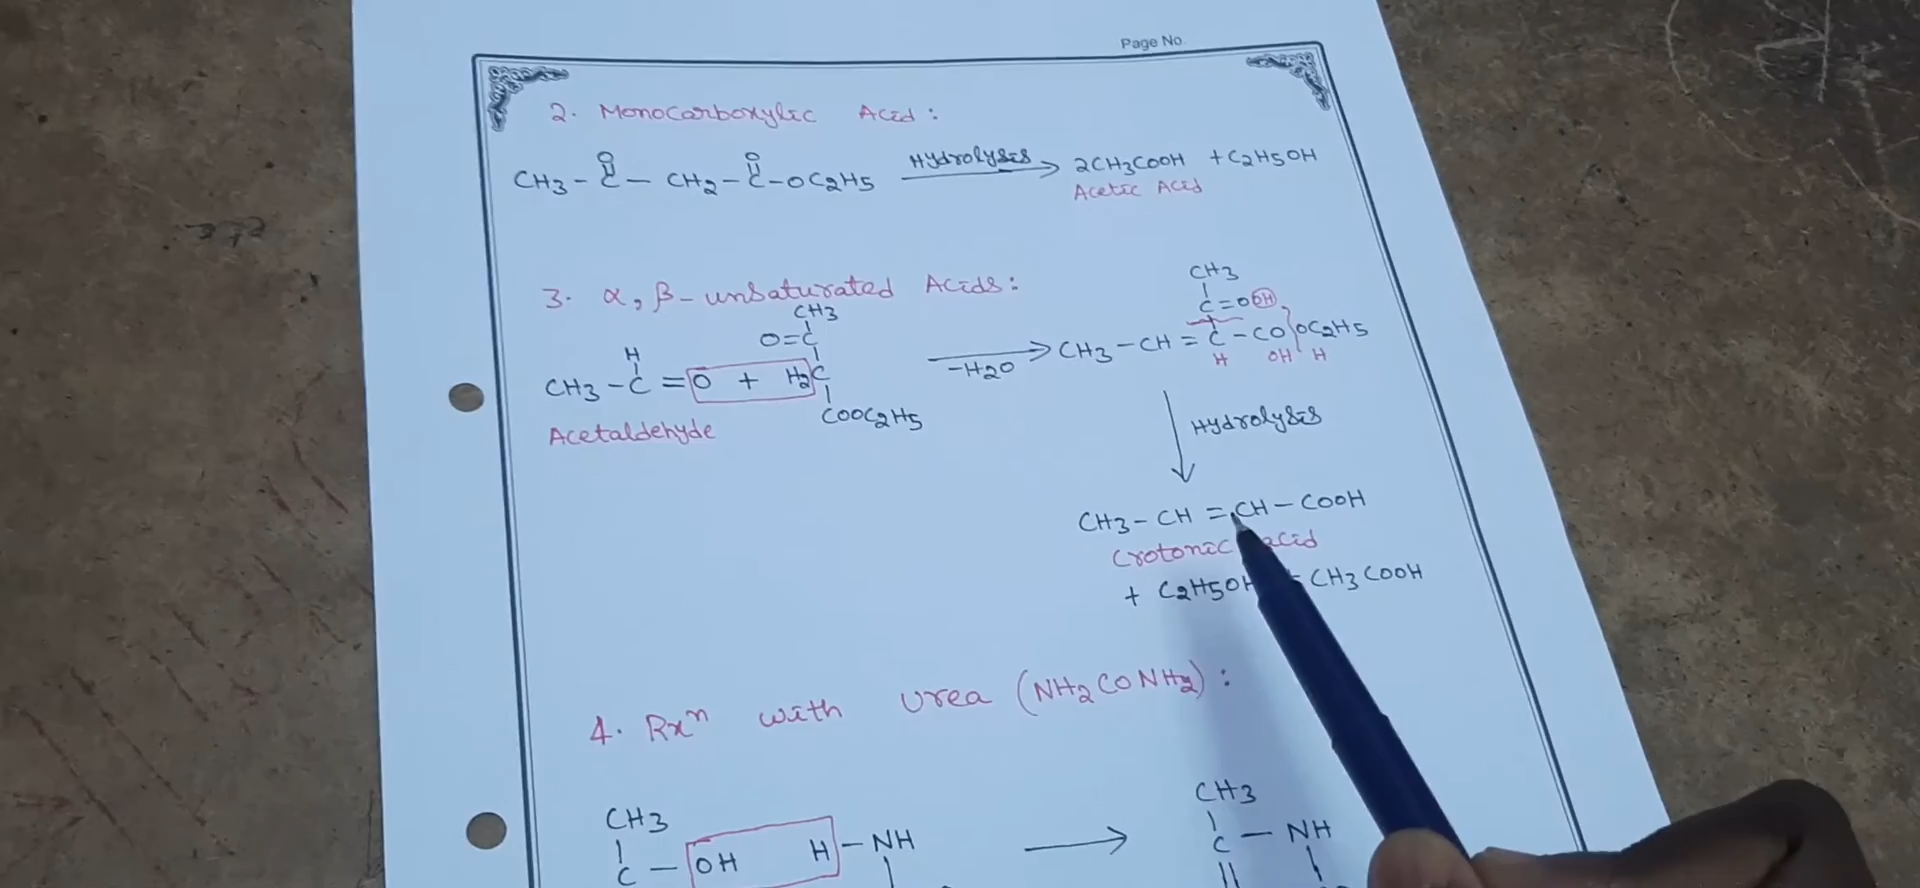 Page No.
2. Monocarboxylic Acid:
O O
CH3 - C - CH2 - C - OC2H5 Hydrolysis 2CH3COOH + C2H5OH
Acetic Acid
3. α, β - unsaturated Acids:
CH3
C=O OH
CH3
O=C
H
CH3 - C = O + H2C -H2O CH3 - CH = C - CO OC2H5
H OH H
COOC2H5
Acetaldehyde
Hydrolysis
CH3 - CH = CH - COOH
Crotonic acid
+ C2H5OH + CH3COOH
4. Rxn with Urea (NH2CONH2):
CH3 CH3
C - OH H - NH C - NH